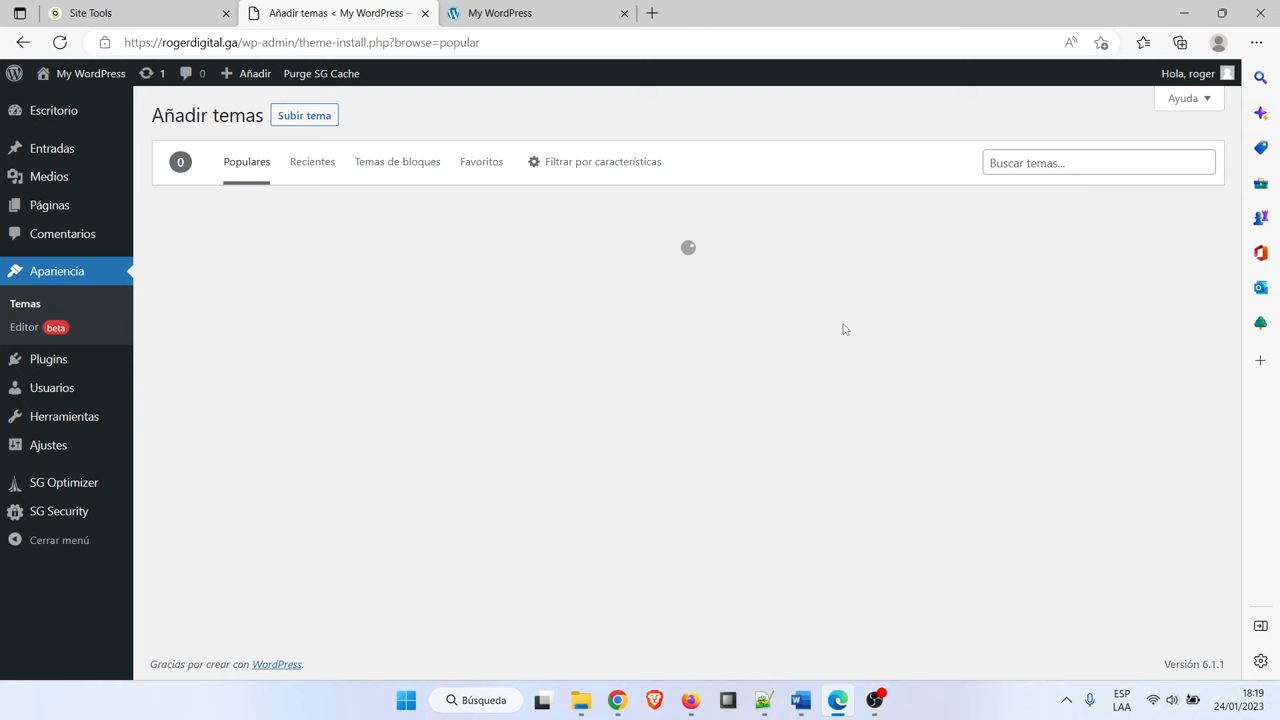 Site Tools
Añadir temas < My WordPress —
My WordPress
https://rogerdigital.ga/wp-admin/theme-install.php?browse=popular
My WordPress
1
0
Añadir
Purge SG Cache
Hola, roger
Ayuda
Escritorio
Entradas
Medios
Páginas
Comentarios
Apariencia
Temas
Editor beta
Plugins
Usuarios
Herramientas
Ajustes
SG Optimizer
SG Security
Cerrar menú
Añadir temas
Subir tema
0
Populares
Recientes
Temas de bloques
Favoritos
Filtrar por características
Buscar temas...
Gracias por crear con WordPress.
Versión 6.1.1
Búsqueda
ESP
LAA
18:19
24/01/2023